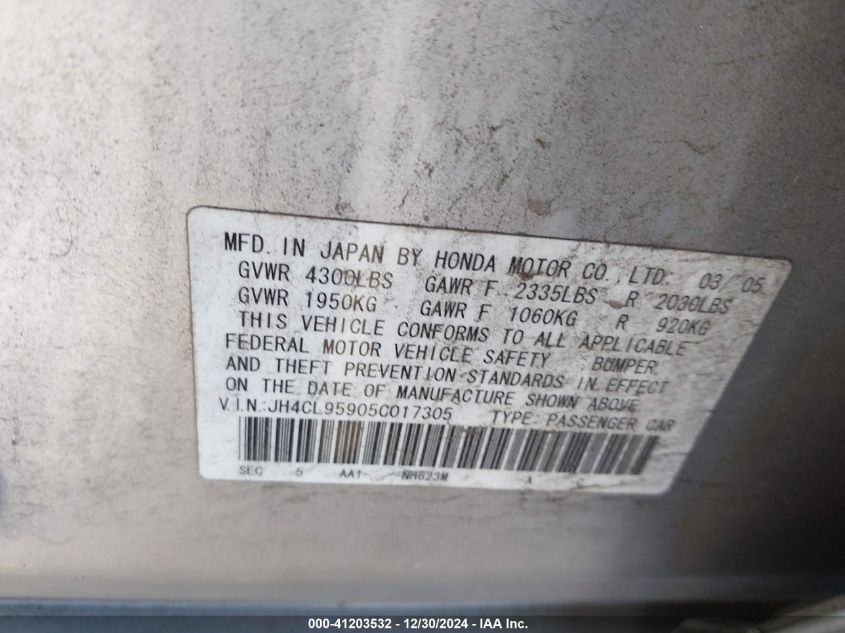 MFD. IN JAPAN BY HONDA MOTOR CO., LTD. 03/05
GVWR 4300LBS GAWR F 2335LBS R 2030LBS
GVWR 1950KG GAWR F 1060KG R 920KG
THIS VEHICLE CONFORMS TO ALL APPLICABLE
FEDERAL MOTOR VEHICLE SAFETY BUMPER
AND THEFT PREVENTION STANDARDS IN EFFECT
ON THE DATE OF MANUFACTURE SHOWN ABOVE
V.I.N.:JH4CL95905C017305 TYPE: PASSENGER CAR
SEC 5 AA1- NH623M -A C
000-41203532 - 12/30/2024 - IAA Inc.